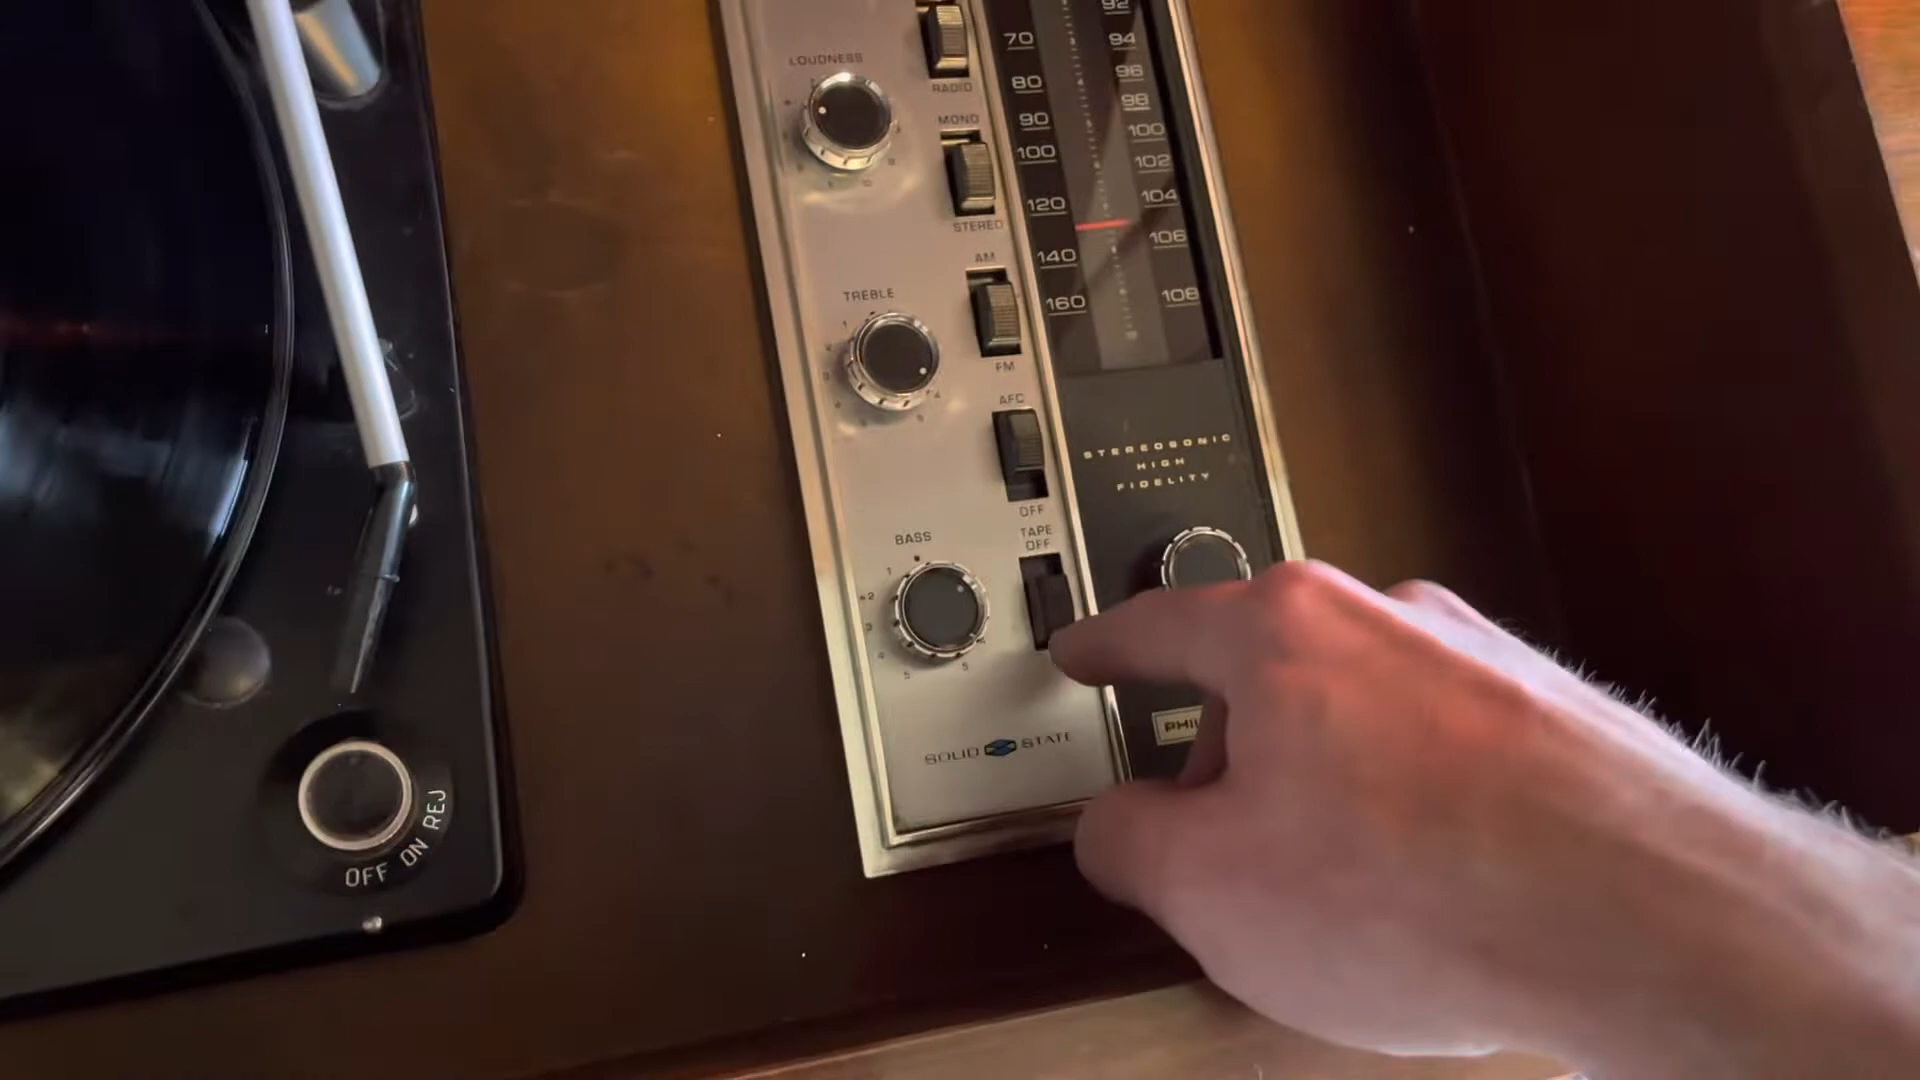 LOUDNESS
RADIO
MONO
STEREO
AM
TREBLE
FM
AFC
OFF
TAPE
OFF
BASS
SOLID STATE
70
80
90
100
120
140
160
92
94
96
98
100
102
104
106
108
STEREOSONIC
HIGH
FIDELITY
OFF ON REJ